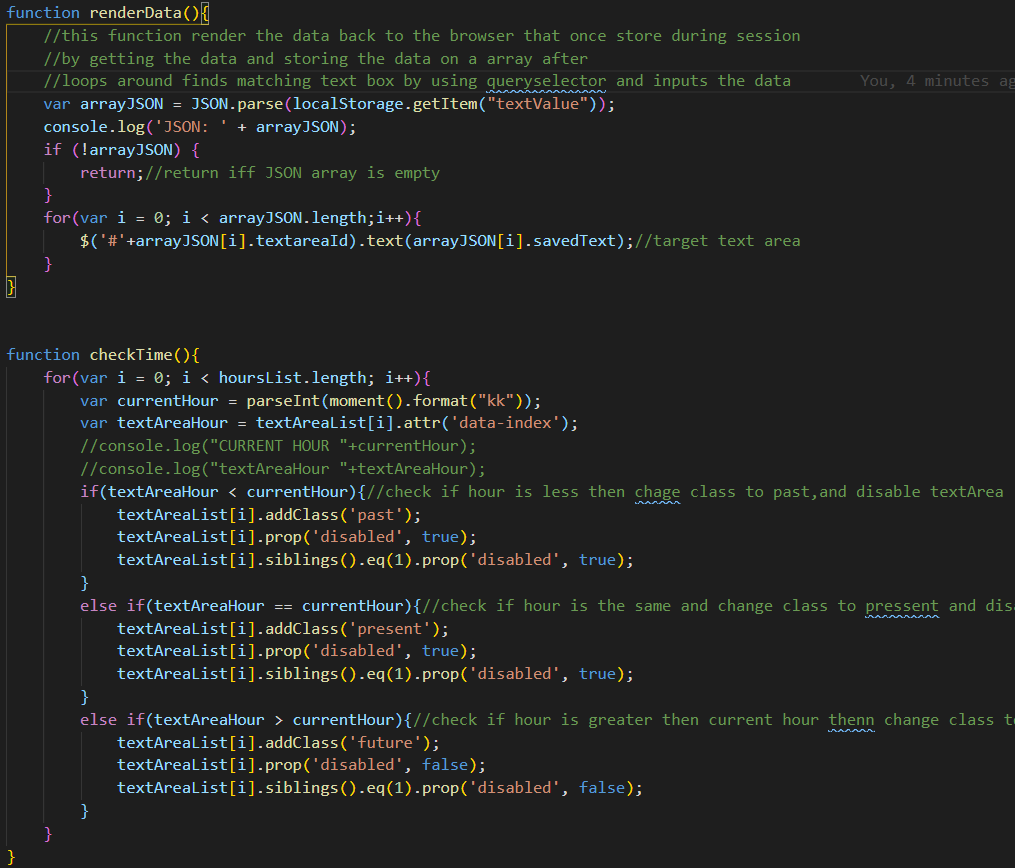 function renderData(){
//this function render the data back to the browser that once store during session
//by getting the data and storing the data on a array after
//loops around finds matching text box by using queryselector and inputs the data You, 4 minutes ag
var arrayJSON = JSON.parse(localStorage.getItem("textValue"));
console.log('JSON: ' + arrayJSON);
if (!arrayJSON) {
return;//return iff JSON array is empty
}
for(var i = 0; i < arrayJSON.length;i++){
$('#'+arrayJSON[i].textareaId).text(arrayJSON[i].savedText);//target text area
}
}
function checkTime(){
for(var i = 0; i < hoursList.length; i++){
var currentHour = parseInt(moment().format("kk"));
var textAreaHour = textAreaList[i].attr('data-index');
//console.log("CURRENT HOUR "+currentHour);
//console.log("textAreaHour "+textAreaHour);
if(textAreaHour < currentHour){//check if hour is less then chage class to past,and disable textArea
textAreaList[i].addClass('past');
textAreaList[i].prop('disabled', true);
textAreaList[i].siblings().eq(1).prop('disabled', true);
}
else if(textAreaHour == currentHour){//check if hour is the same and change class to pressent and dis
textAreaList[i].addClass('present');
textAreaList[i].prop('disabled', true);
textAreaList[i].siblings().eq(1).prop('disabled', true);
}
else if(textAreaHour > currentHour){//check if hour is greater then current hour thenn change class t
textAreaList[i].addClass('future');
textAreaList[i].prop('disabled', false);
textAreaList[i].siblings().eq(1).prop('disabled', false);
}
}
}